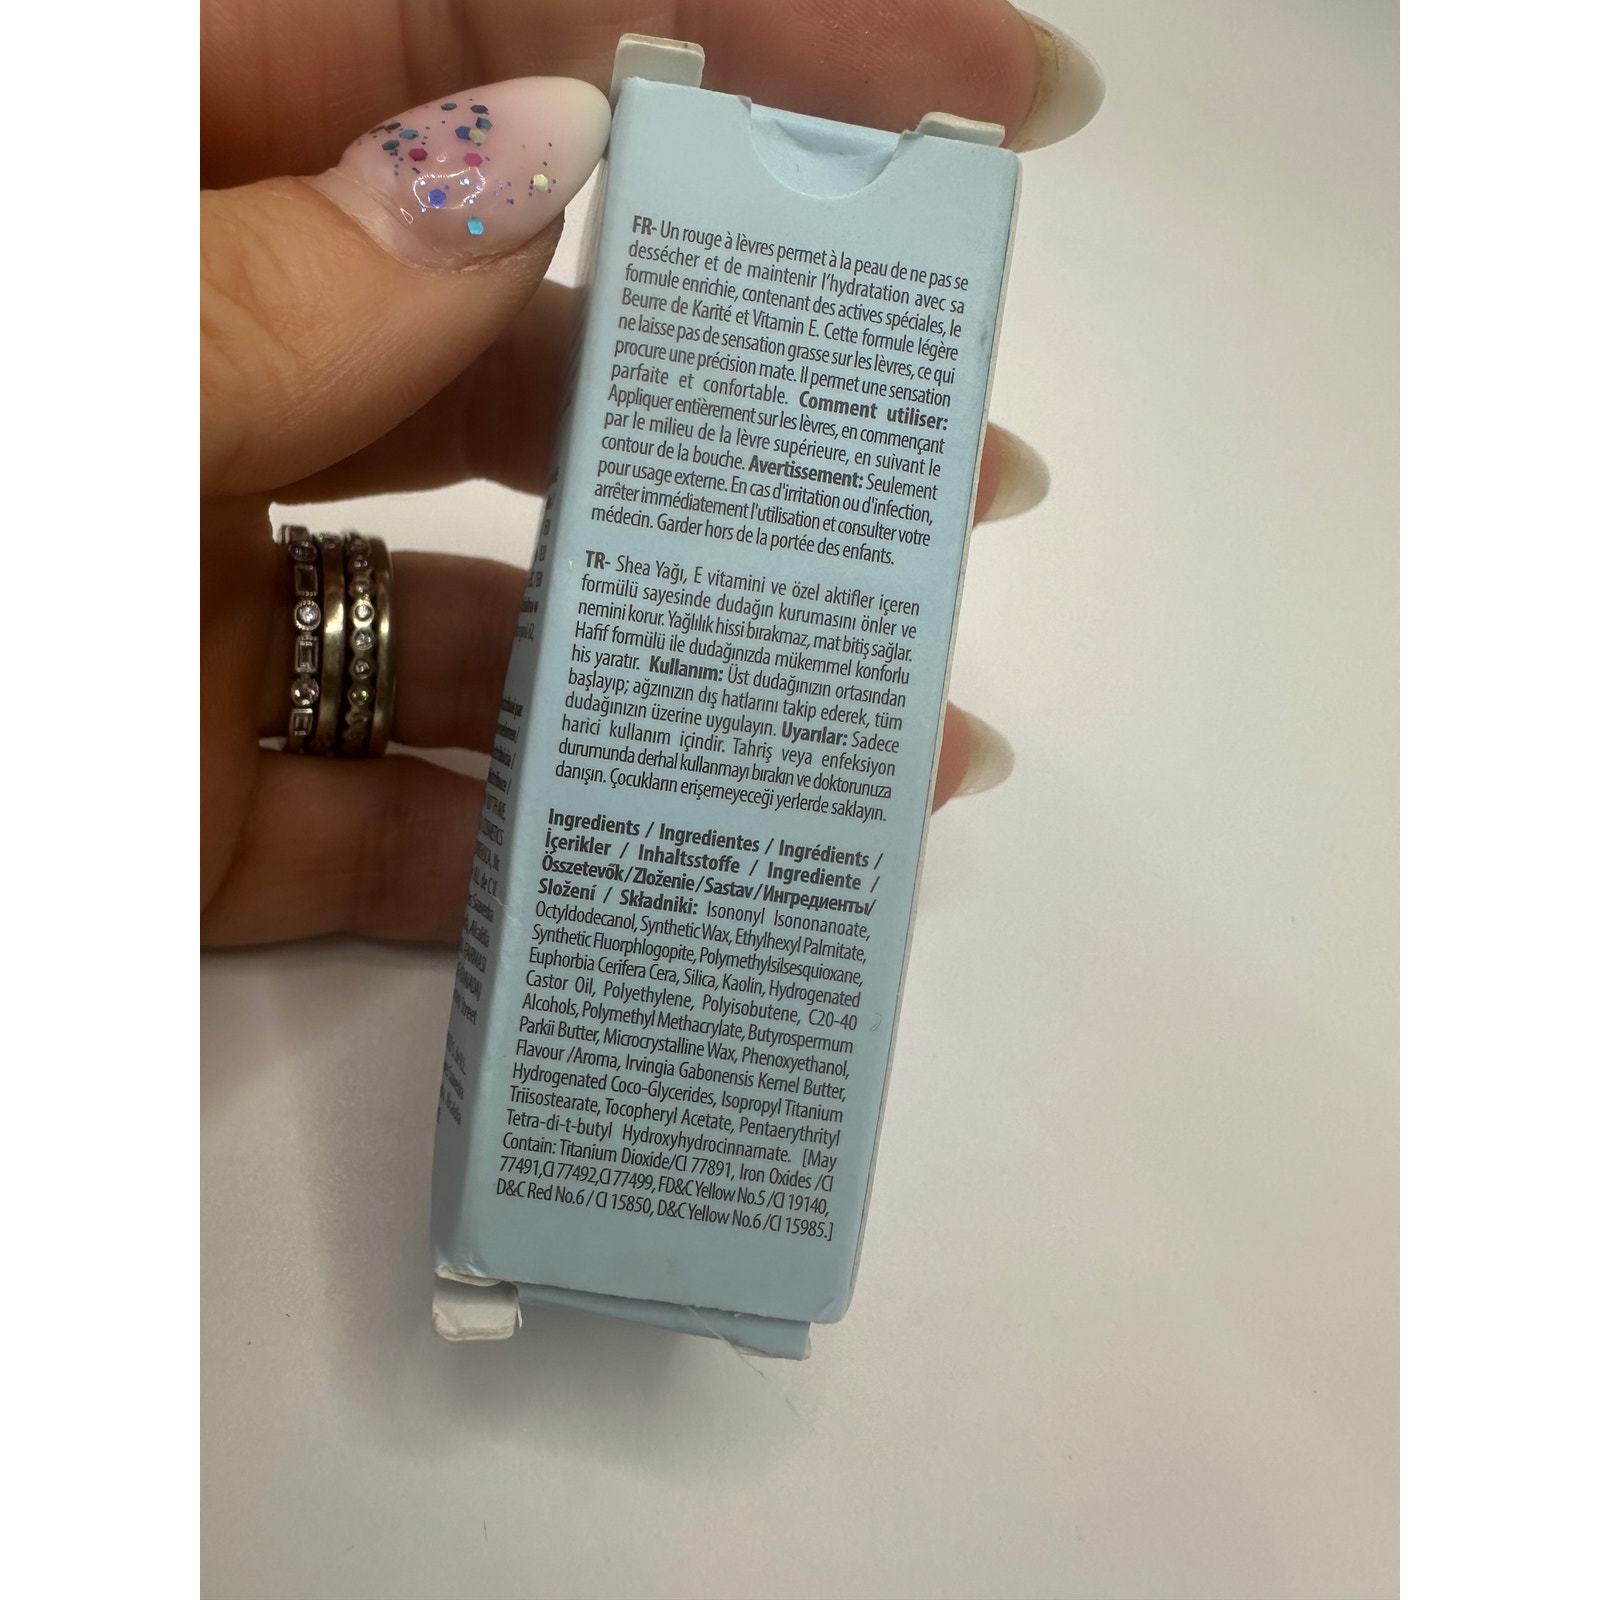 FR- Un rouge à lèvres permet à la peau de ne pas se
dessécher et de maintenir l'hydratation avec sa
formule enrichie, contenant des actives spéciales, le
Beurre de Karité et Vitamin E. Cette formule légère
ne laisse pas de sensation grasse sur les lèvres, ce qui
procure une précision mate. Il permet une sensation
parfaite et confortable. Comment utiliser:
Appliquer entièrement sur les lèvres, en commençant
par le milieu de la lèvre supérieure, en suivant le
contour de la bouche. Avertissement: Seulement
pour usage externe. En cas d'irritation ou d'infection,
arrêter immédiatement l'utilisation et consulter votre
médecin. Garder hors de la portée des enfants.
TR- Shea Yağı, E vitamini ve özel aktifler içeren
formülü sayesinde dudağın kurumasını önler ve
nemini korur. Yağlılık hissi bırakmaz, mat bitiş sağlar.
Hafif formülü ile dudağınızda mükemmel konforlu
his yaratır. Kullanım: Üst dudağınızın ortasından
başlayıp; ağzınızın dış hatlarını takip ederek, tüm
dudağınızın üzerine uygulayın. Uyarılar: Sadece
harici kullanım içindir. Tahriş veya enfeksiyon
durumunda derhal kullanmayı bırakın ve doktorunuza
danışın. Çocukların erişemeyeceği yerlerde saklayın.
Ingredients / Ingredientes / Ingrédients /
İçerikler / Inhaltsstoffe / Ingrediente /
Összetevők / Zloženie / Sastav / Ингредиенты/
Složení / Składniki: Isononyl Isononanoate,
Octyldodecanol, Synthetic Wax, Ethylhexyl Palmitate,
Synthetic Fluorphlogopite, Polymethylsilsesquioxane,
Euphorbia Cerifera Cera, Silica, Kaolin, Hydrogenated
Castor Oil, Polyethylene, Polyisobutene, C20-40
Alcohols, Polymethyl Methacrylate, Butyrospermum
Parkii Butter, Microcrystalline Wax, Phenoxyethanol,
Flavour /Aroma, Irvingia Gabonensis Kernel Butter,
Hydrogenated Coco-Glycerides, Isopropyl Titanium
Triisostearate, Tocopheryl Acetate, Pentaerythrityl
Tetra-di-t-butyl Hydroxyhydrocinnamate. [May
Contain: Titanium Dioxide/CI 77891, Iron Oxides /CI
77491,CI 77492,CI 77499, FD&C Yellow No.5 /CI 19140,
D&C Red No.6 / CI 15850, D&C Yellow No.6 /CI 15985.]